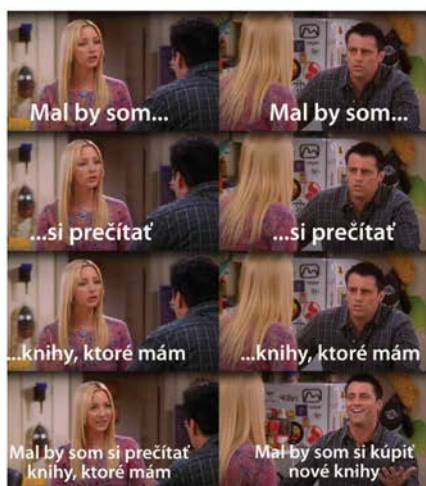 Mal by som...
Mal by som...
...si prečítať
...si prečítať
...knihy, ktoré mám
...knihy, ktoré mám
Mal by som si prečítať
knihy, ktoré mám
Mal by som si kúpiť
nové knihy